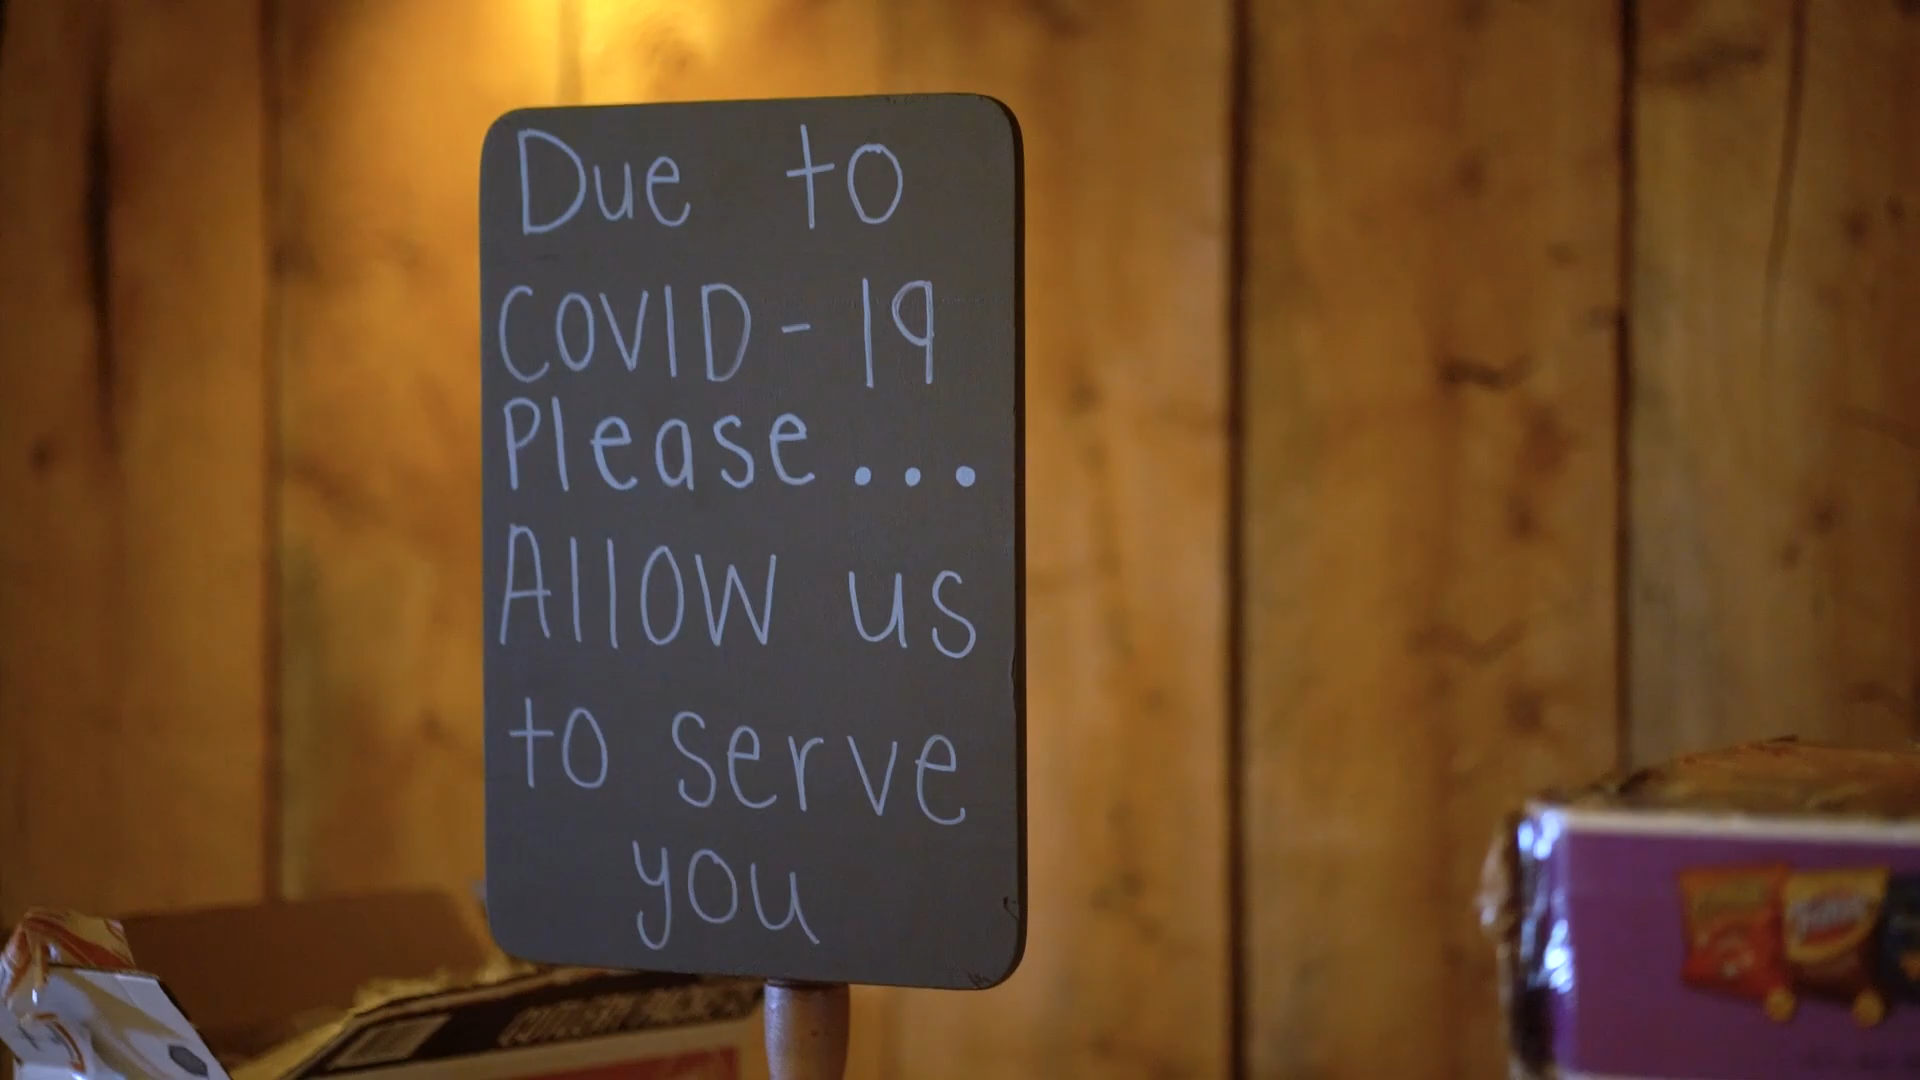 Due to
COVID-19
Please...
Allow us
to serve
you